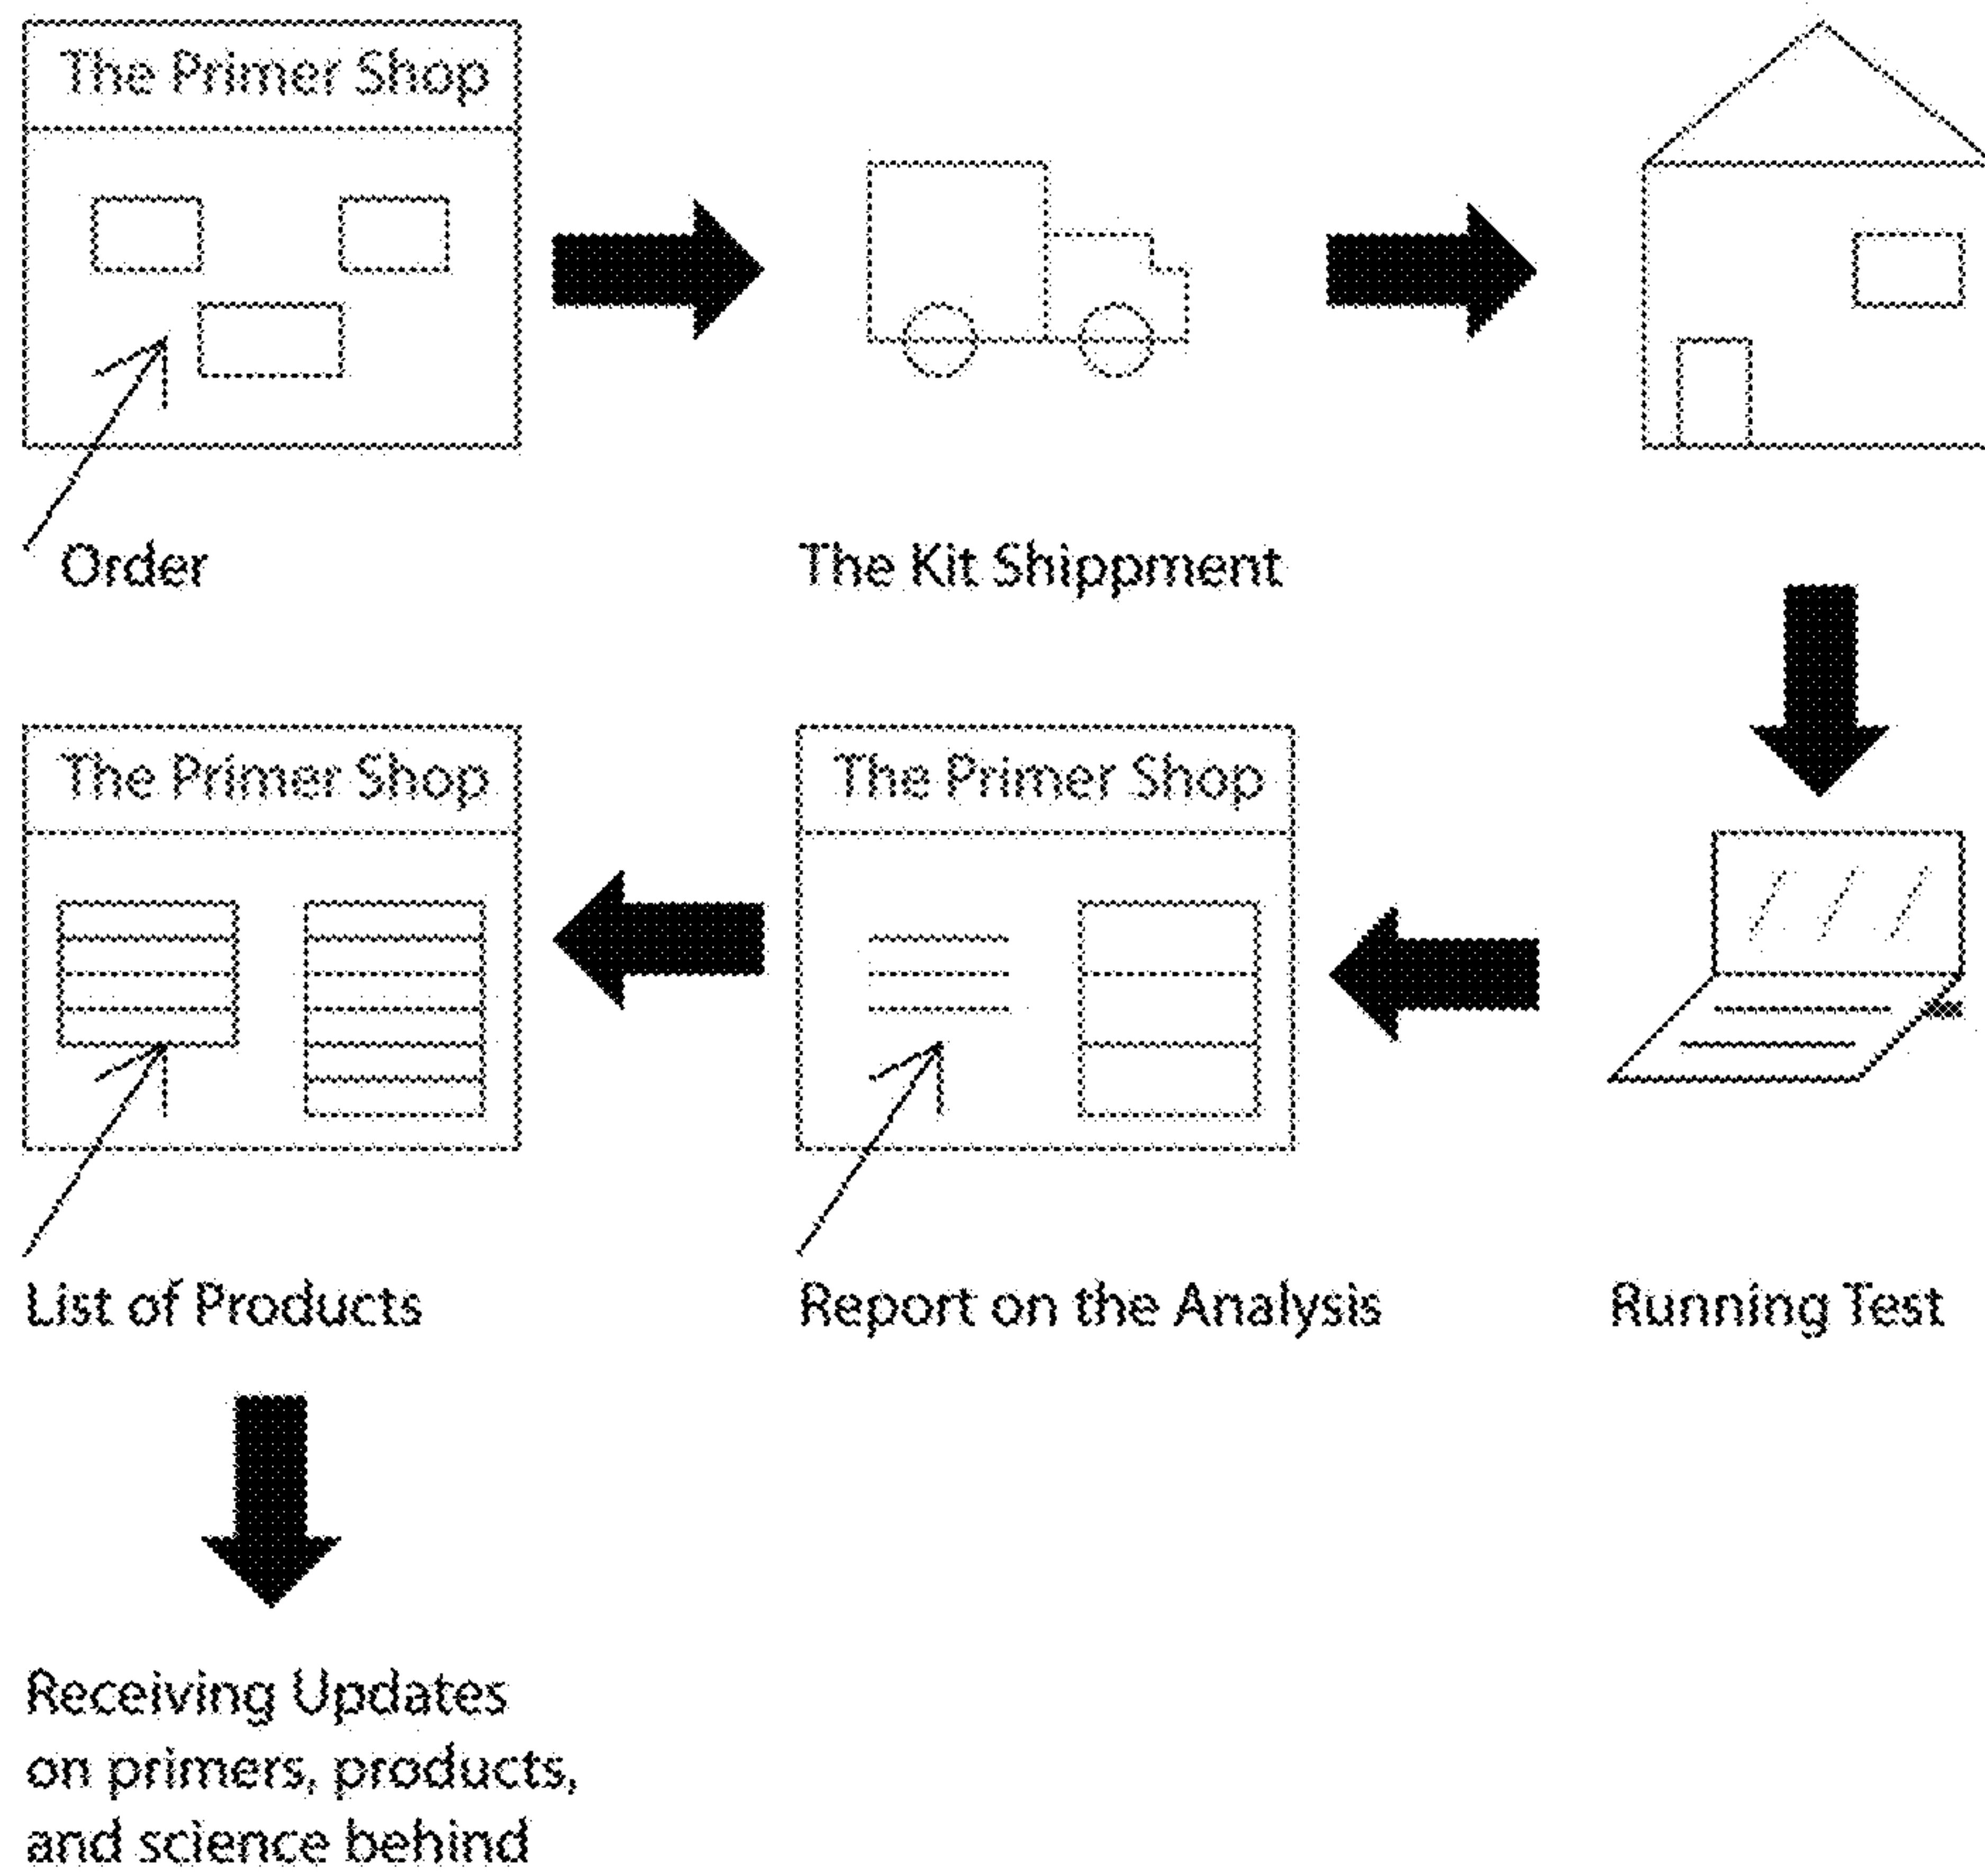 The Primer Shop
Order
The Kit Shippment
The Primer Shop
The Primer Shop
List of Products
Report on the Analysis
Running Test
Receiving Updates
on primers, products,
and science behind